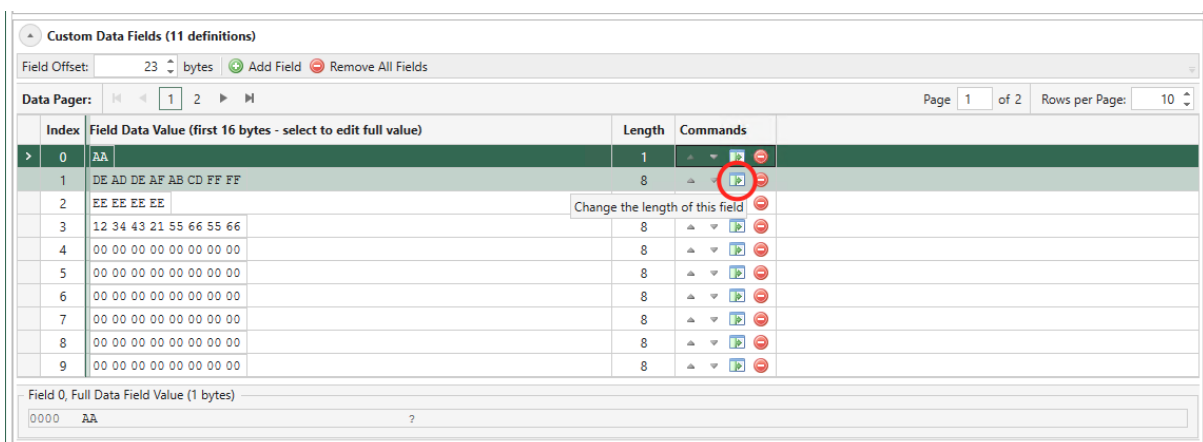 Custom Data Fields (11 definitions)
Field Offset: 23 bytes Add Field Remove All Fields
Data Pager: 1 2 Page 1 of 2 Rows per Page: 10
Index Field Data Value (first 16 bytes - select to edit full value) Length Commands
0 AA 1
1 DE AD DE AF AB CD FF FF 8
2 EE EE EE EE Change the length of this field
3 12 34 43 21 55 66 55 66 8
4 00 00 00 00 00 00 00 00 8
5 00 00 00 00 00 00 00 00 8
6 00 00 00 00 00 00 00 00 8
7 00 00 00 00 00 00 00 00 8
8 00 00 00 00 00 00 00 00 8
9 00 00 00 00 00 00 00 00 8
Field 0, Full Data Field Value (1 bytes)
0000 AA ?